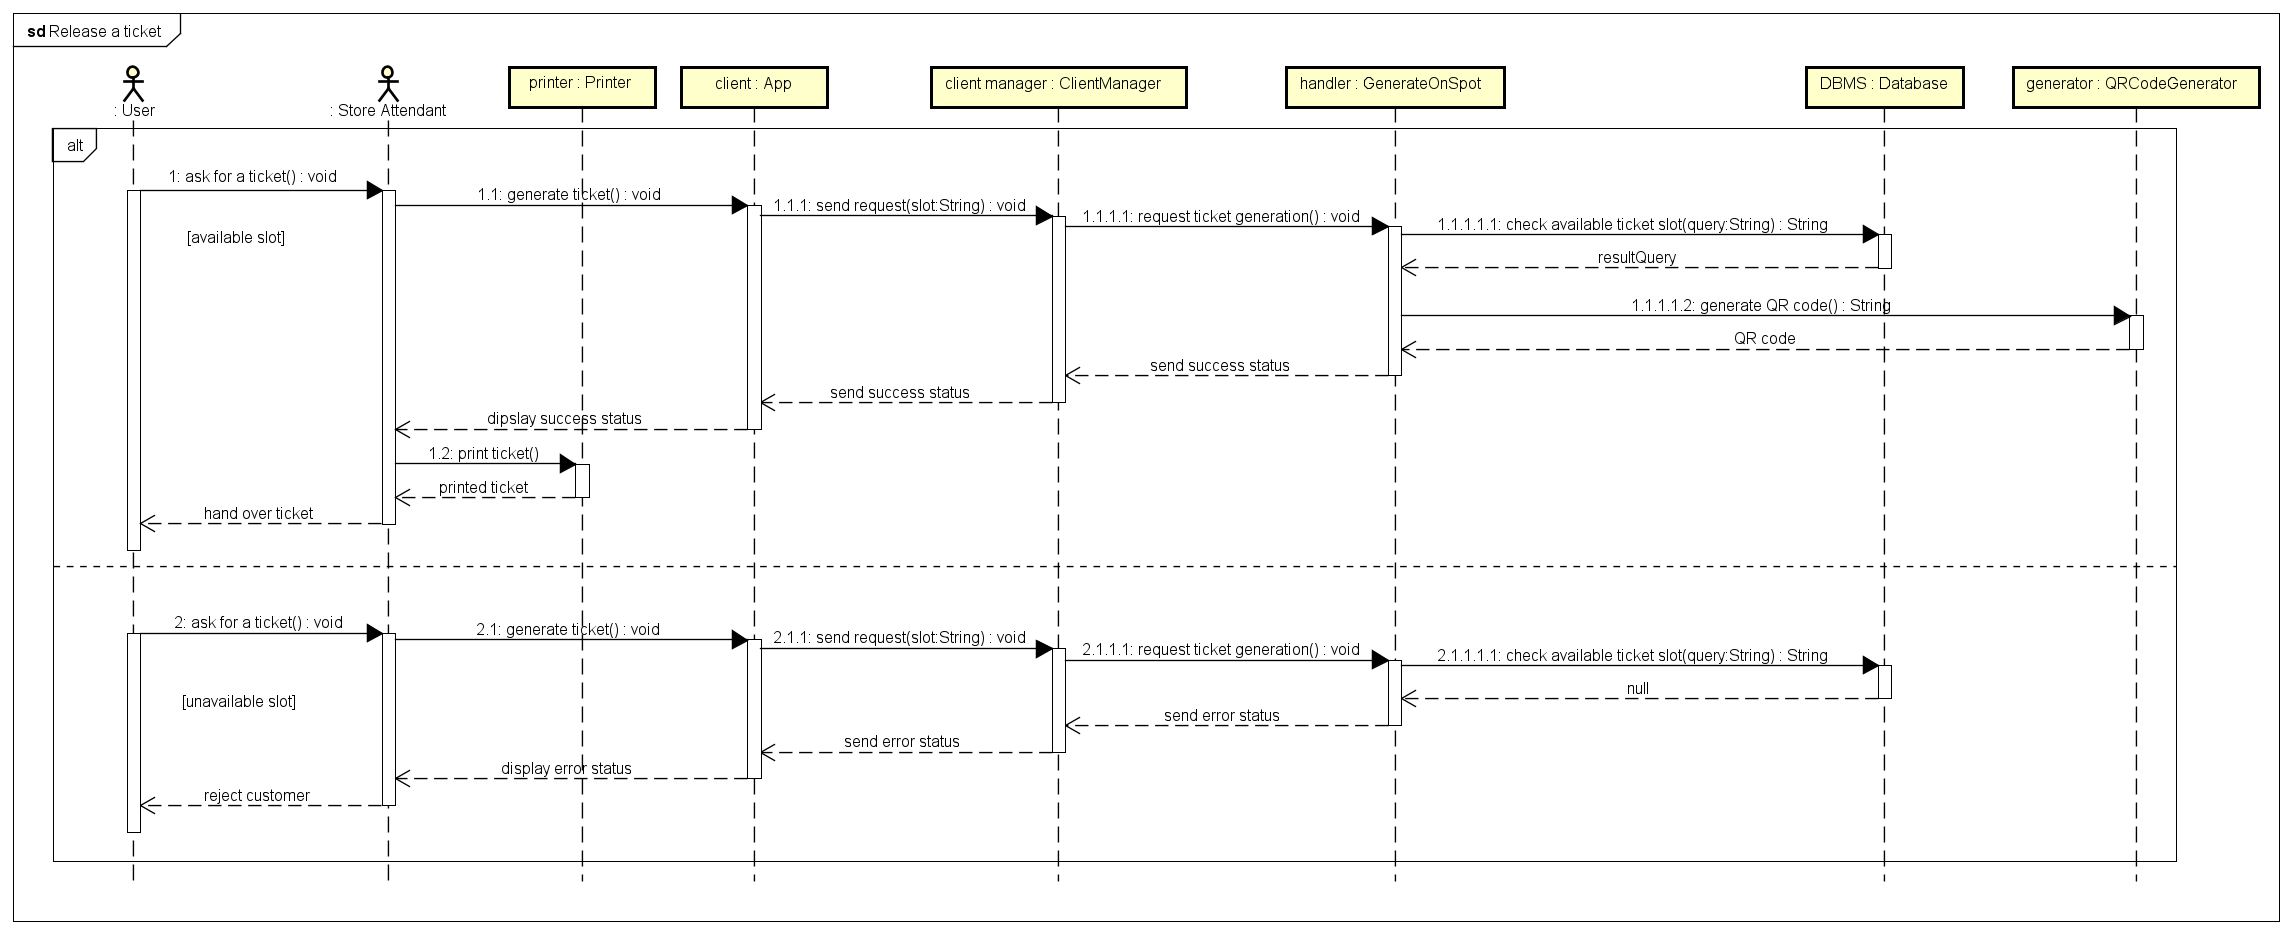 sd Release a ticket
: User
: Store Attendant
printer : Printer
client : App
client manager : ClientManager
handler : GenerateOnSpot
DBMS : Database
generator : QRCodeGenerator
alt
1: ask for a ticket() : void
1.1: generate ticket() : void
1.1.1: send request(slot:String) : void
1.1.1.1: request ticket generation() : void
1.1.1.1.1: check available ticket slot(query:String) : String
[available slot]
resultQuery
1.1.1.1.2: generate QR code() : String
QR code
send success status
send success status
dipslay success status
1.2: print ticket()
printed ticket
hand over ticket
2: ask for a ticket() : void
2.1: generate ticket() : void
2.1.1: send request(slot:String) : void
2.1.1.1: request ticket generation() : void
2.1.1.1.1: check available ticket slot(query:String) : String
[unavailable slot]
null
send error status
send error status
display error status
reject customer